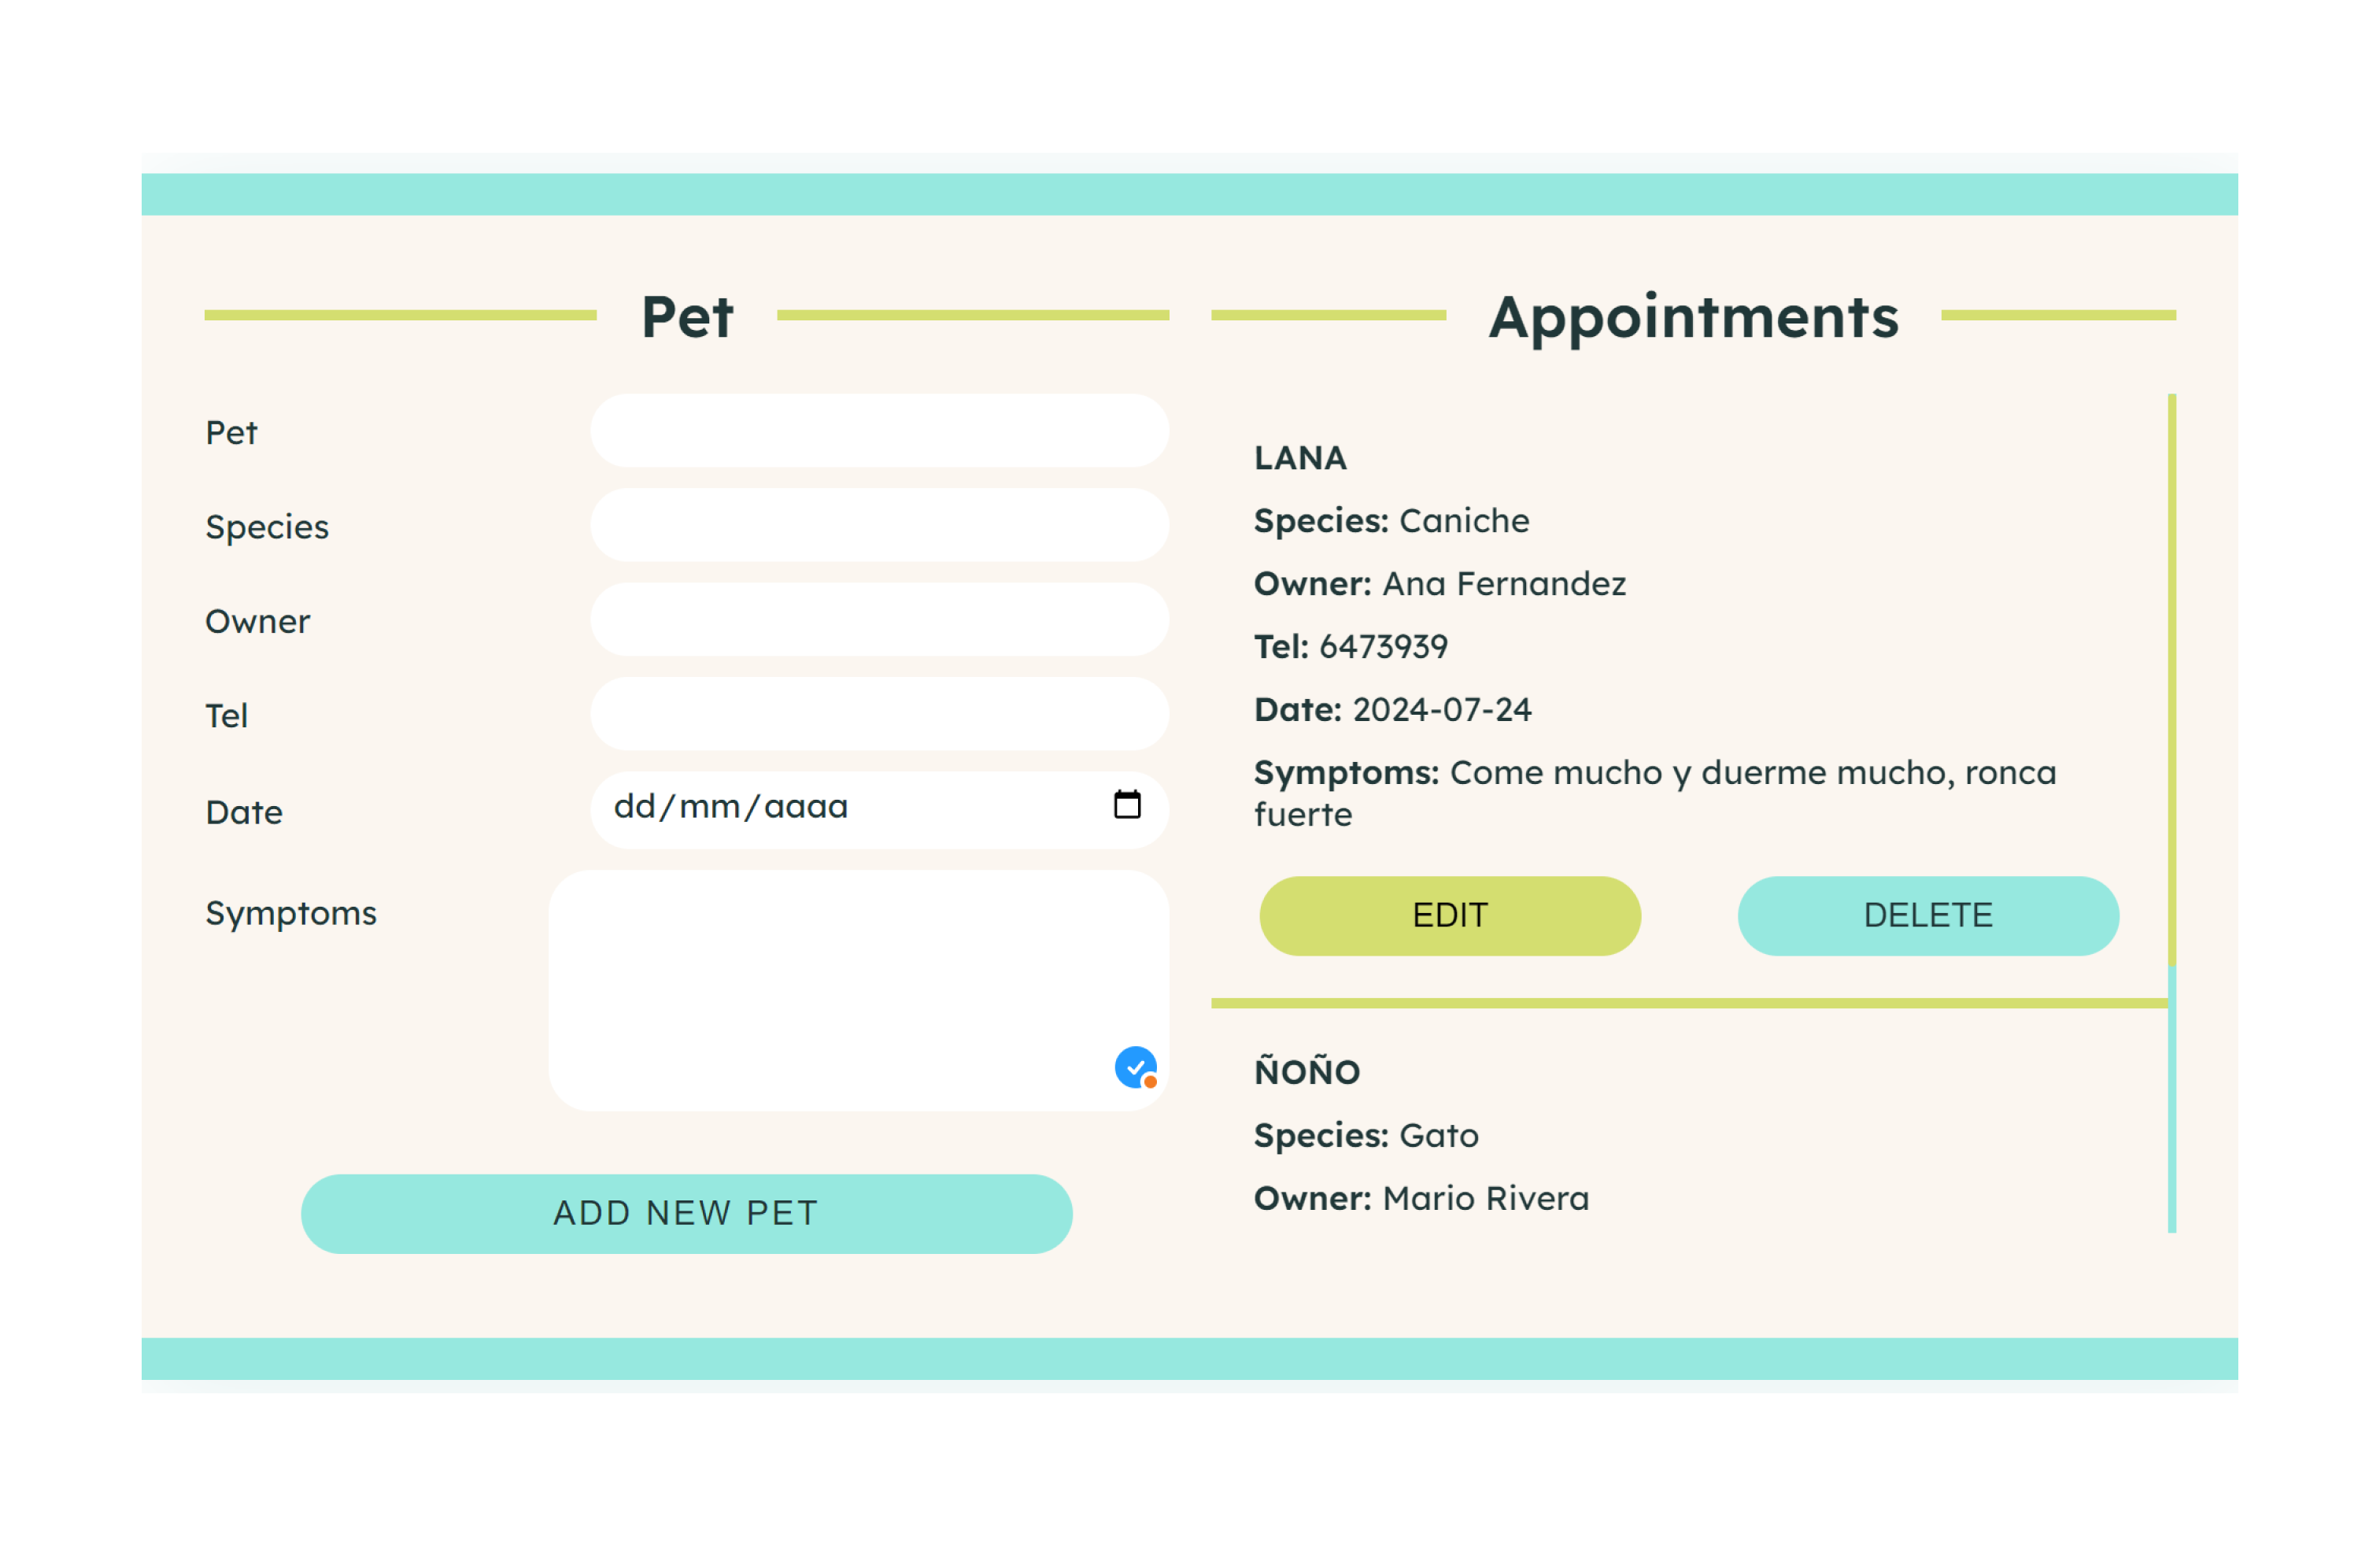 Pet
Pet
Species
Owner
Tel
Date
dd/mm/aaaa
Symptoms
ADD NEW PET
Appointments
LANA
Species: Caniche
Owner: Ana Fernandez
Tel: 6473939
Date: 2024-07-24
Symptoms: Come mucho y duerme mucho, ronca
fuerte
EDIT
DELETE
ÑOÑO
Species: Gato
Owner: Mario Rivera